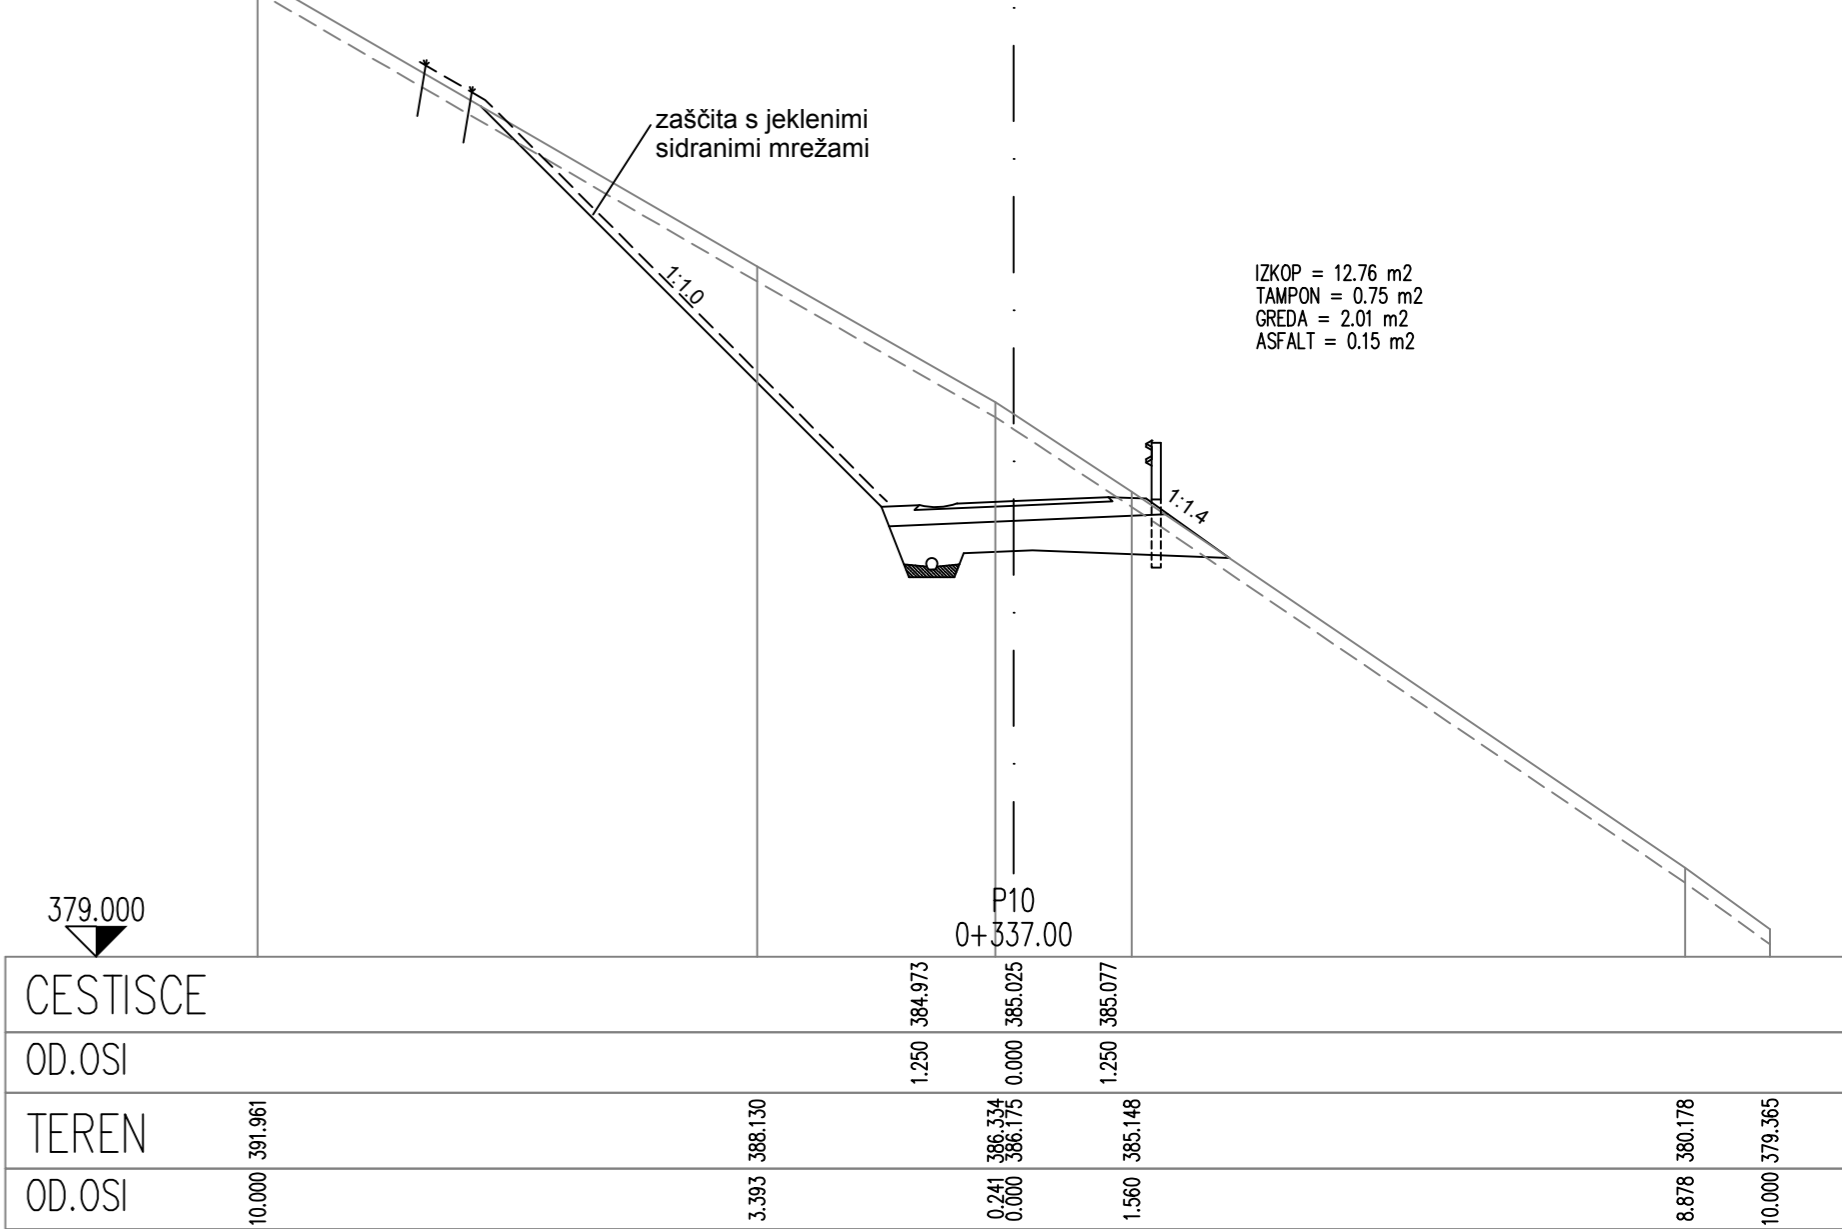 zaščita s jeklenimi
sidranimi mrežami
1:1.0
IZKOP = 12.76 m2
TAMPON = 0.75 m2
GREDA = 2.01 m2
ASFALT = 0.15 m2
1:1.4
379.000
P10
0+337.00
CESTISCE 384.973 385.025 385.077
OD.OSI 1.250 0.000 1.250
TEREN 391.961 388.130 386.334 386.175 385.148 380.178 379.365
OD.OSI 10.000 3.393 0.241 0.000 1.560 8.878 10.000